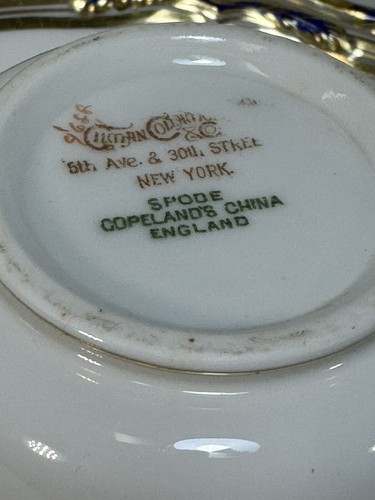 GILMAN COLLAMORE & CO.
5th Ave. & 30th STREET
NEW YORK.
SPODE
COPELAND'S CHINA
ENGLAND